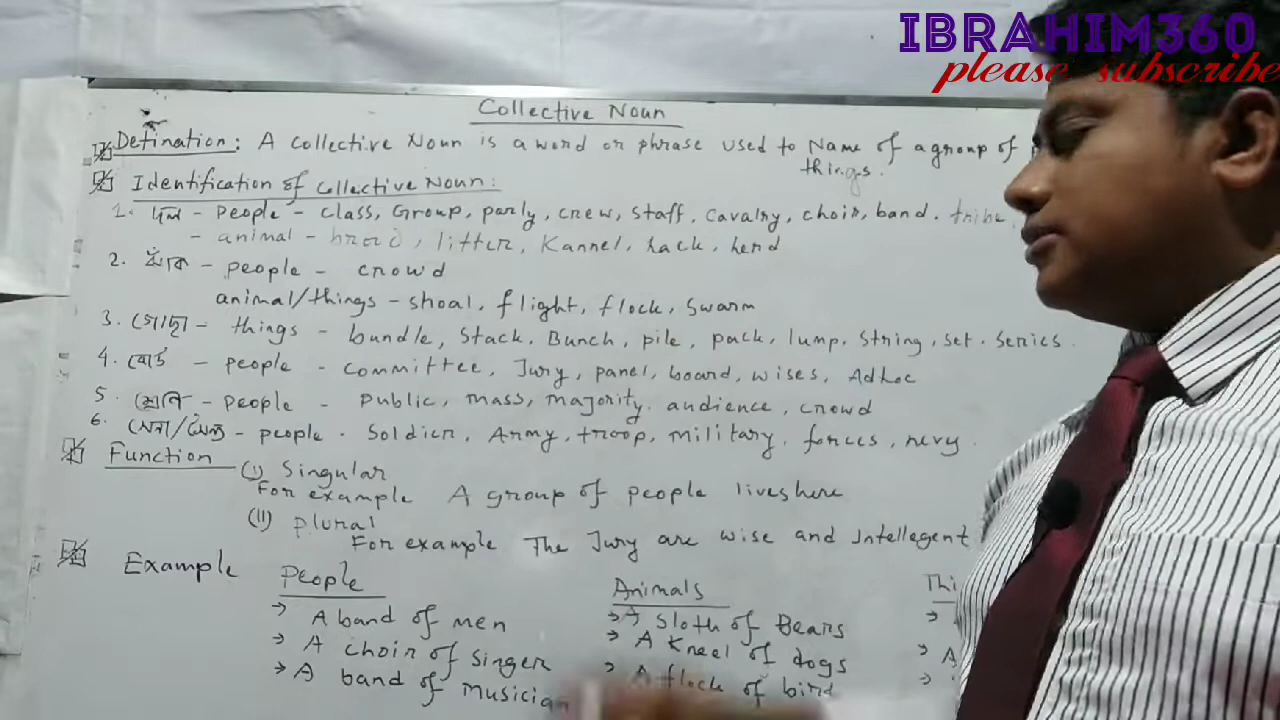 IBRAHIM360
please subscribe
Collective Noun
Defination: A collective Noun is a word or phrase used to Name of a group of
things.
Identification of collective Noun:
1. দল - People - class, Group, party, crew, staff, cavalry, choir, band. tribe,
- animal - litter, Kannel, hack, herd
2. ঝাঁক - people - crowd
animal/things - shoal, flight, flock, swarm
3. গোছা - things - bundle, Stack, Bunch, pile, pack, lump, string, set. series.
4. বোর্ড - people - committee, Jury, panel, board, wises, Adhoc
5. শ্রেণি - people - Public, mass, majority. audience, crowd
6. সেনা/সৈন্য - people - Soldier, Army, troop, military, forces, nevy.
Function (I) Singular
For example A group of people lives here
(II) plural
For example The Jury are wise and Intellegent
Example People Animals Thi
→ A band of men → A sloth of Bears →
→ A choir of singer → A Kneel of dogs → A
→ A band of musician → A flock of bird